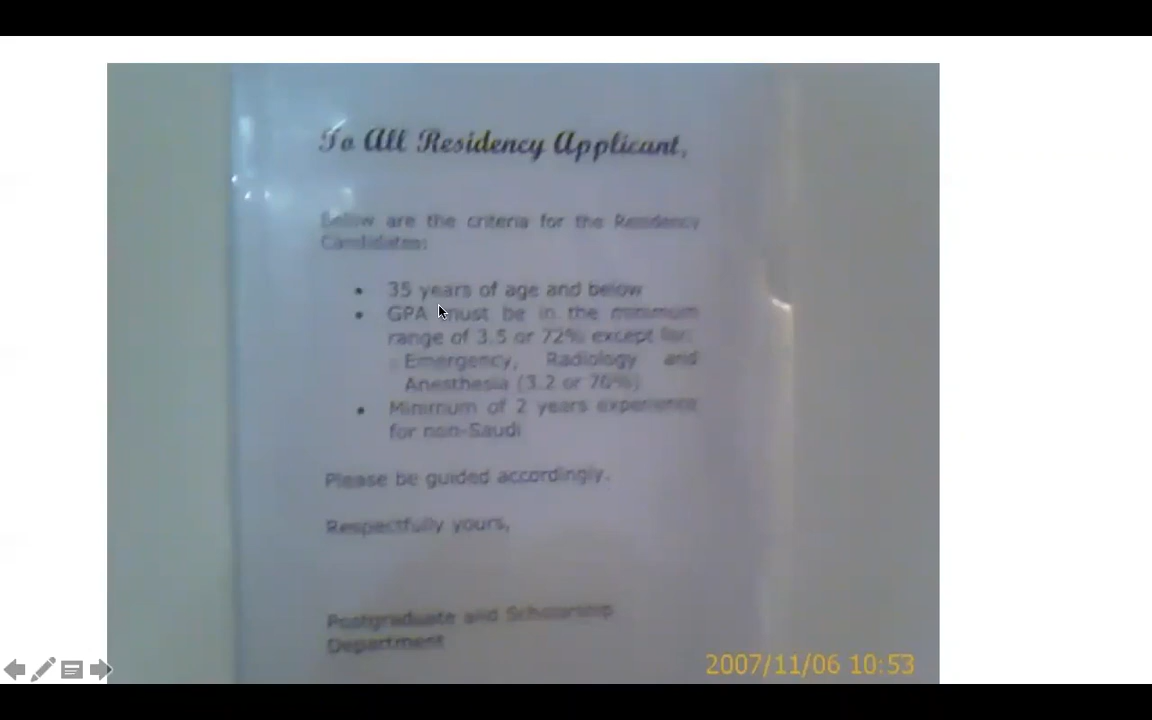 To All Residency Applicant,
Below are the criteria for the Residency
Candidates:
• 35 years of age and below
• GPA must be in the minimum
range of 3.5 or 72% except for:
Emergency, Radiology and
Anesthesia (3.2 or 70%)
• Minimum of 2 years experience
for non-Saudi
Please be guided accordingly.
Respectfully yours,
Postgraduate and Scholarship
Department
2007/11/06 10:53